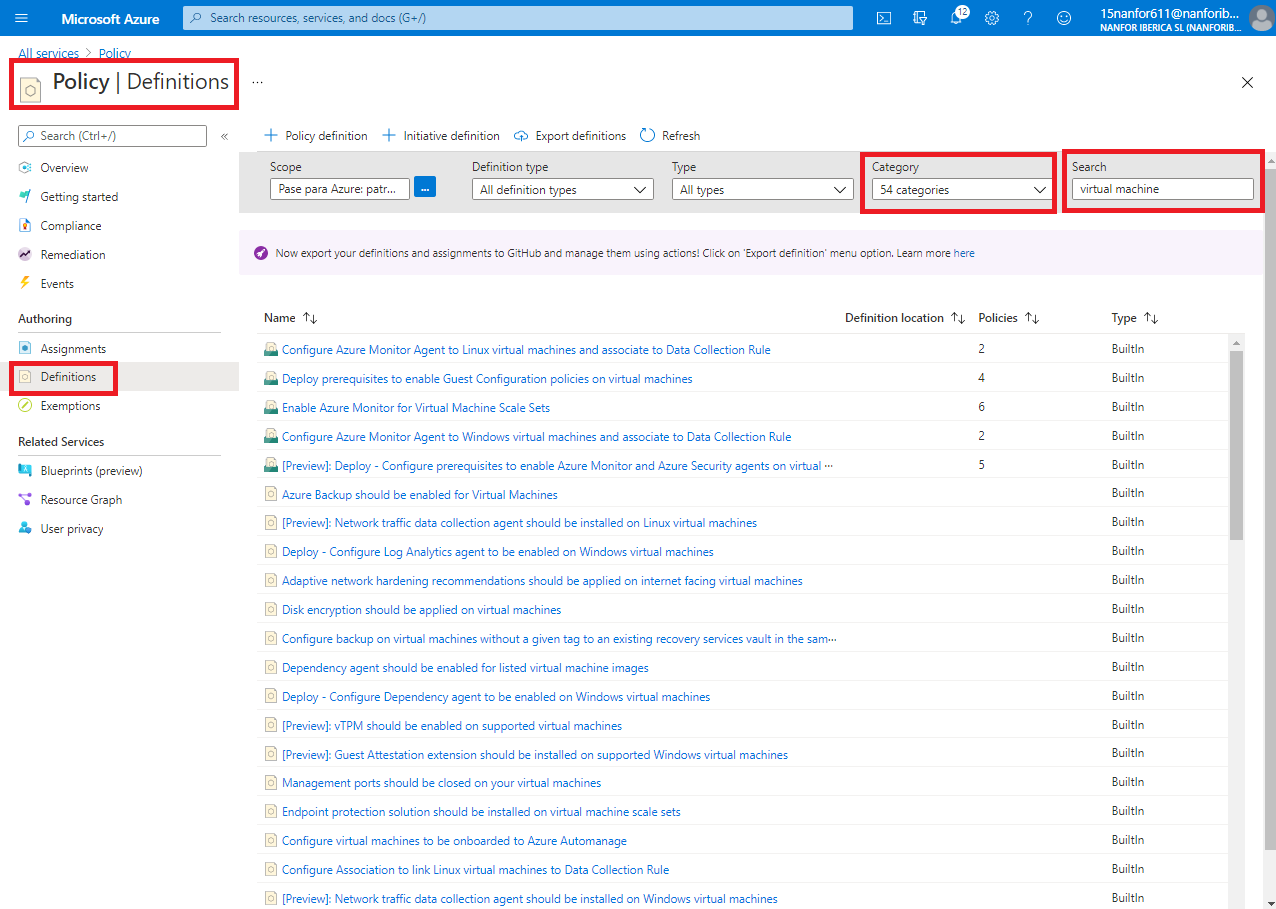 Microsoft Azure
Search resources, services, and docs (G+/)
12
15nanfor611@nanforib...
NANFOR IBERICA SL (NANFORIB...
All services > Policy
Policy | Definitions ...
Search (Ctrl+/)
«
Overview
Getting started
Compliance
Remediation
Events
Authoring
Assignments
Definitions
Exemptions
Related Services
Blueprints (preview)
Resource Graph
User privacy
+ Policy definition + Initiative definition Export definitions Refresh
Scope
Pase para Azure: patr...
...
Definition type
All definition types
Type
All types
Category
54 categories
Search
virtual machine
Now export your definitions and assignments to GitHub and manage them using actions! Click on 'Export definition' menu option. Learn more here
Name ↑↓ Definition location ↑↓ Policies ↑↓ Type ↑↓
Configure Azure Monitor Agent to Linux virtual machines and associate to Data Collection Rule 2 BuiltIn
Deploy prerequisites to enable Guest Configuration policies on virtual machines 4 BuiltIn
Enable Azure Monitor for Virtual Machine Scale Sets 6 BuiltIn
Configure Azure Monitor Agent to Windows virtual machines and associate to Data Collection Rule 2 BuiltIn
[Preview]: Deploy - Configure prerequisites to enable Azure Monitor and Azure Security agents on virtual ... 5 BuiltIn
Azure Backup should be enabled for Virtual Machines BuiltIn
[Preview]: Network traffic data collection agent should be installed on Linux virtual machines BuiltIn
Deploy - Configure Log Analytics agent to be enabled on Windows virtual machines BuiltIn
Adaptive network hardening recommendations should be applied on internet facing virtual machines BuiltIn
Disk encryption should be applied on virtual machines BuiltIn
Configure backup on virtual machines without a given tag to an existing recovery services vault in the sam... BuiltIn
Dependency agent should be enabled for listed virtual machine images BuiltIn
Deploy - Configure Dependency agent to be enabled on Windows virtual machines BuiltIn
[Preview]: vTPM should be enabled on supported virtual machines BuiltIn
[Preview]: Guest Attestation extension should be installed on supported Windows virtual machines BuiltIn
Management ports should be closed on your virtual machines BuiltIn
Endpoint protection solution should be installed on virtual machine scale sets BuiltIn
Configure virtual machines to be onboarded to Azure Automanage BuiltIn
Configure Association to link Linux virtual machines to Data Collection Rule BuiltIn
[Preview]: Network traffic data collection agent should be installed on Windows virtual machines BuiltIn